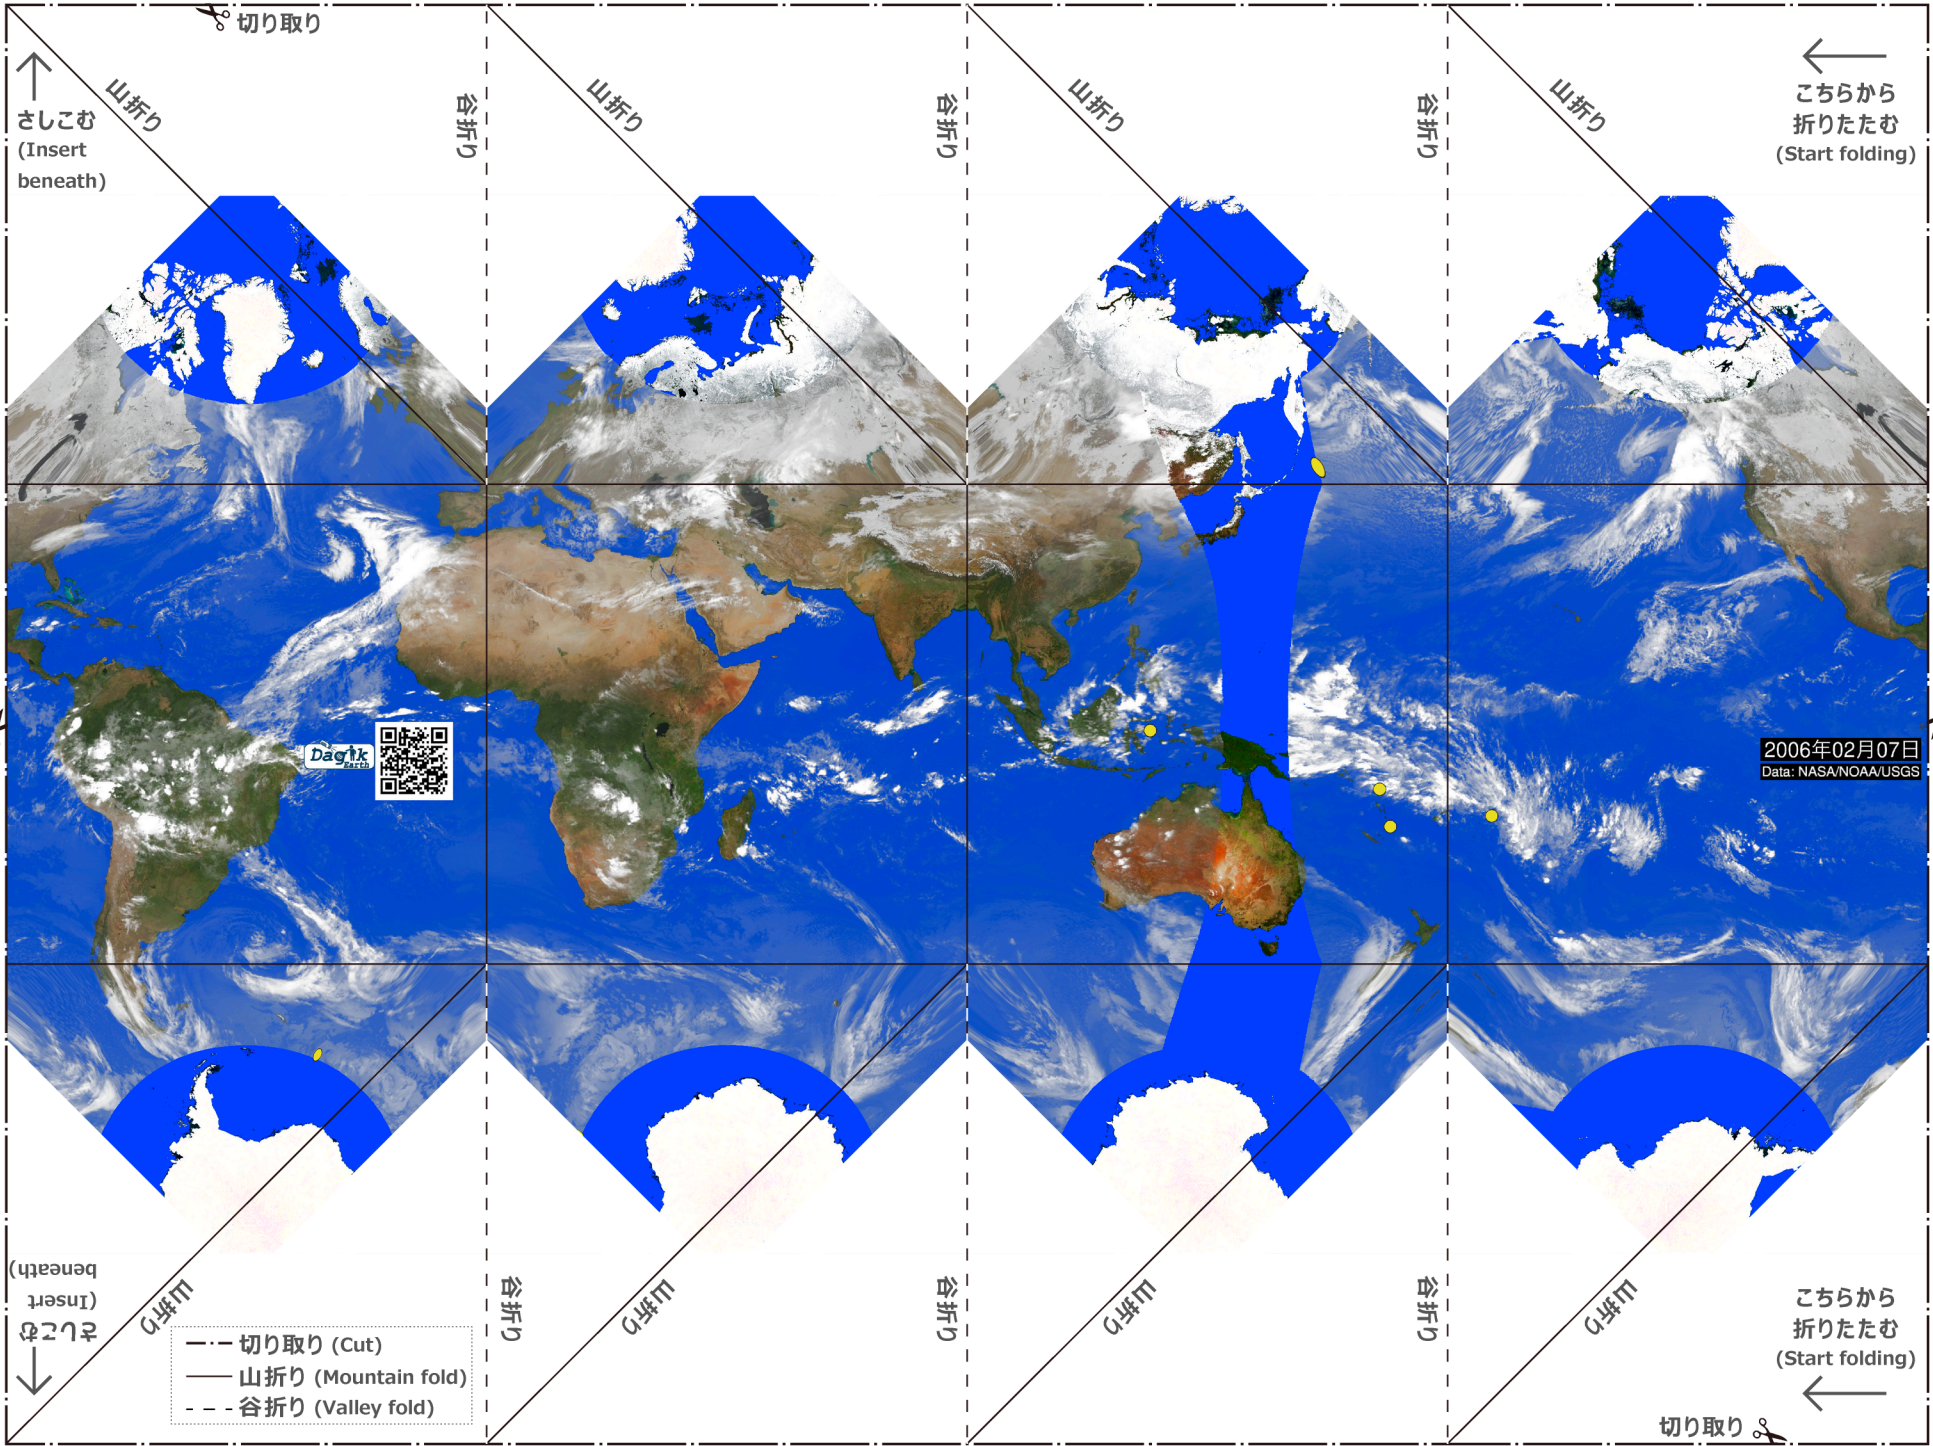 切り取り
山折り
谷折り
山折り
谷折り
山折り
谷折り
山折り
さしこむ
(Insert
beneath)
こちらから
折りたたむ
(Start folding)
Dagik
Earth
2006年02月07日
Data: NASA/NOAA/USGS
さしこむ
(Insert
beneath)
山折り
谷折り
山折り
谷折り
山折り
谷折り
山折り
こちらから
折りたたむ
(Start folding)
切り取り (Cut)
山折り (Mountain fold)
谷折り (Valley fold)
切り取り